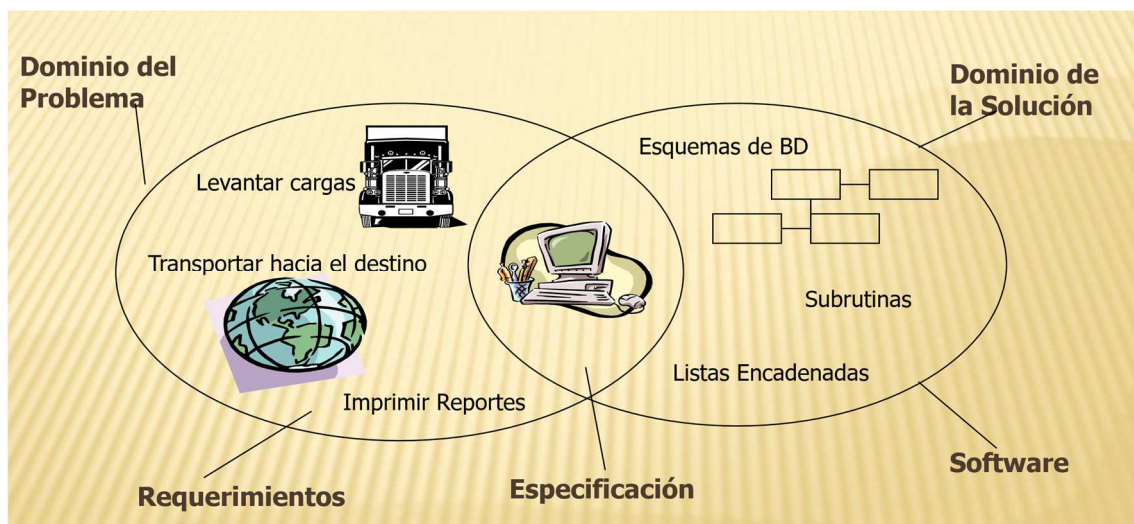 Dominio del
Problema
Dominio de
la Solución
Esquemas de BD
Levantar cargas
Transportar hacia el destino
Subrutinas
Listas Encadenadas
Imprimir Reportes
Software
Requerimientos
Especificación